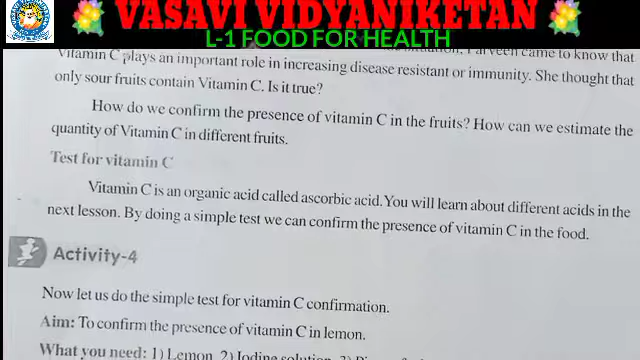 VASAVI VIDYANIKETAN
L-1 FOOD FOR HEALTH
Parveen came to know that
Vitamin C plays an important role in increasing disease resistant or immunity. She thought that
only sour fruits contain Vitamin C. Is it true?
How do we confirm the presence of vitamin C in the fruits? How can we estimate the
quantity of Vitamin C in different fruits.
Test for vitamin C
Vitamin C is an organic acid called ascorbic acid. You will learn about different acids in the
next lesson. By doing a simple test we can confirm the presence of vitamin C in the food.
Activity-4
Now let us do the simple test for vitamin C confirmation.
Aim: To confirm the presence of vitamin C in lemon.
What you need: 1) Lemon 2) Iodine solution